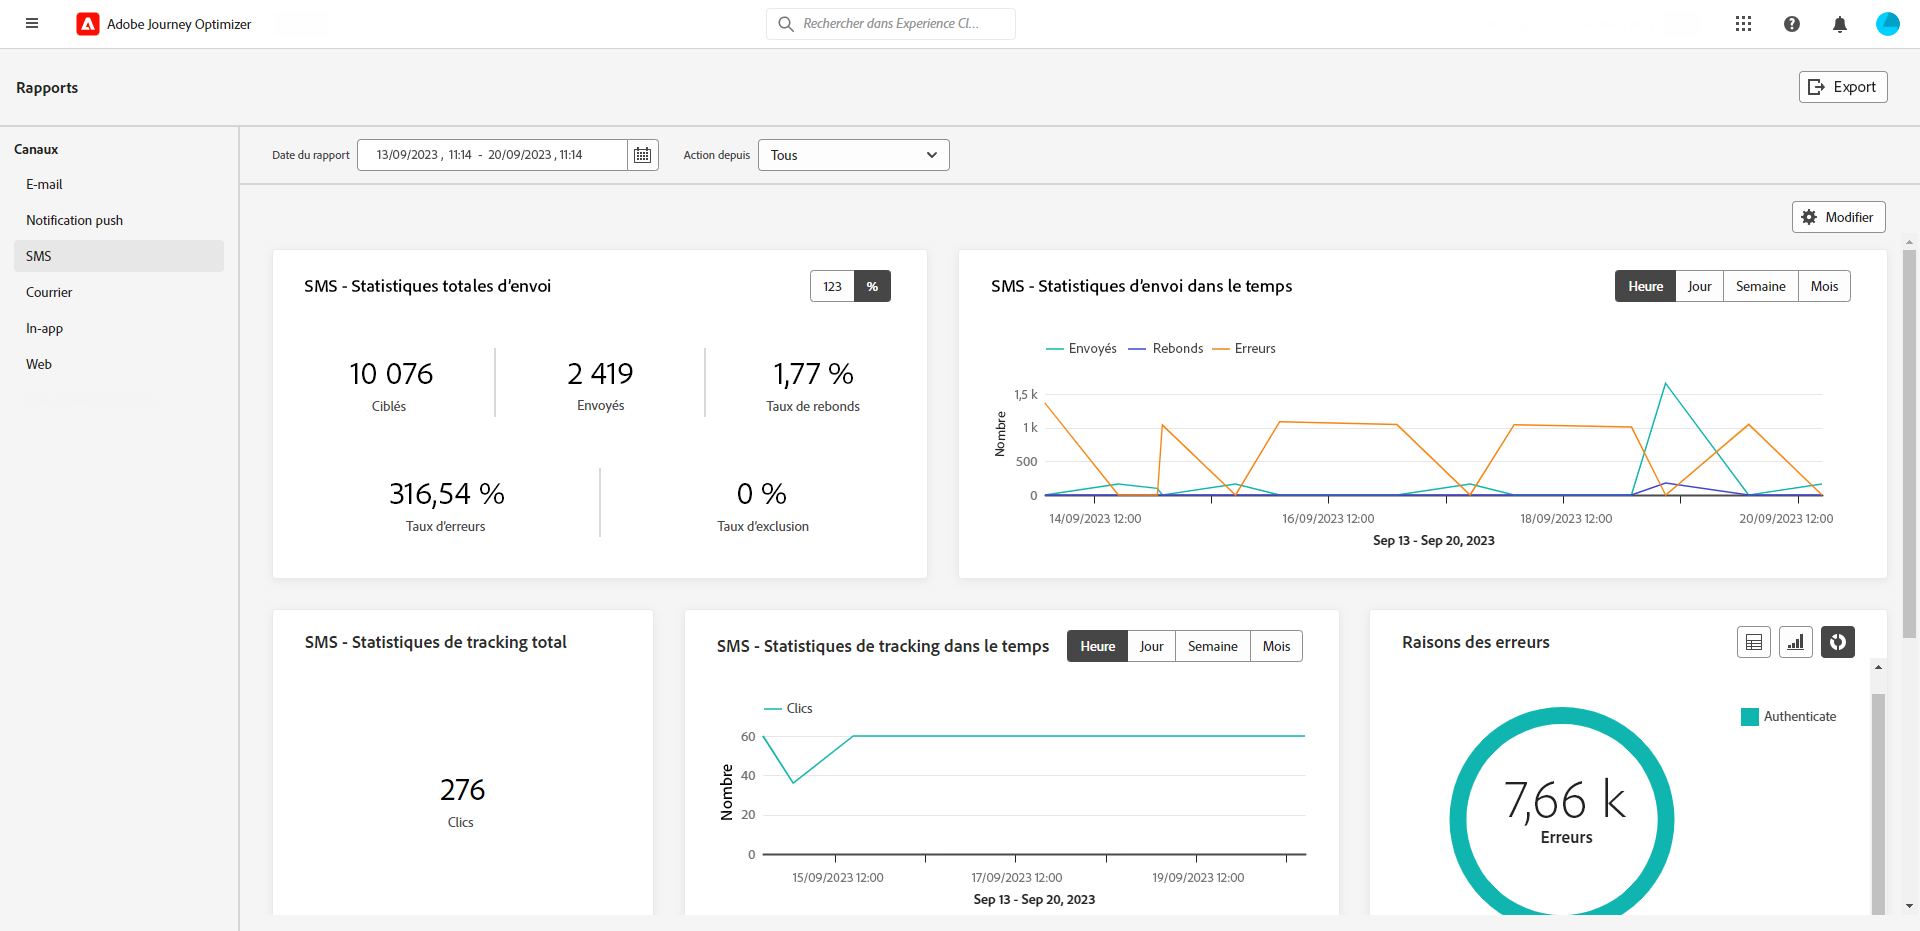 Adobe Journey Optimizer
Rechercher dans Experience Cl...
Rapports
Export
Canaux
E-mail
Notification push
SMS
Courrier
In-app
Web
Date du rapport
13/09/2023 , 11:14 - 20/09/2023 , 11:14
Action depuis
Tous
Modifier
SMS - Statistiques totales d'envoi
123
%
10 076
Ciblés
2 419
Envoyés
1,77 %
Taux de rebonds
316,54 %
Taux d'erreurs
0 %
Taux d'exclusion
SMS - Statistiques d'envoi dans le temps
Heure
Jour
Semaine
Mois
Envoyés
Rebonds
Erreurs
Nombre
1,5 k
1 k
500
0
14/09/2023 12:00
16/09/2023 12:00
18/09/2023 12:00
20/09/2023 12:00
Sep 13 - Sep 20, 2023
SMS - Statistiques de tracking total
276
Clics
SMS - Statistiques de tracking dans le temps
Heure
Jour
Semaine
Mois
Clics
Nombre
60
40
20
0
15/09/2023 12:00
17/09/2023 12:00
19/09/2023 12:00
Sep 13 - Sep 20, 2023
Raisons des erreurs
Authenticate
7,66 k
Erreurs